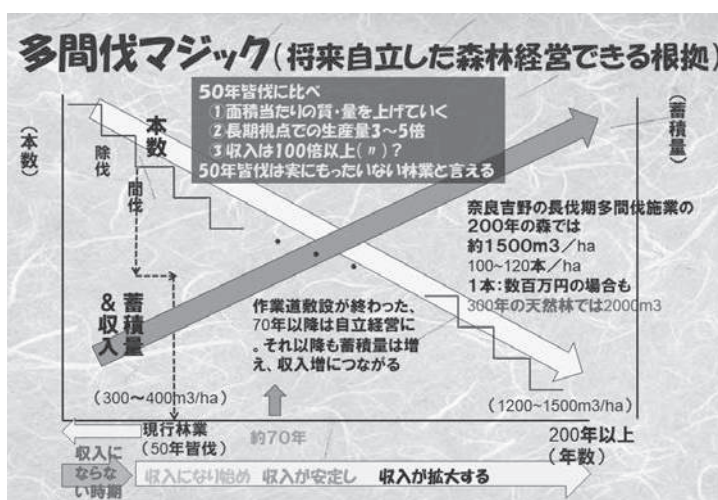 多間伐マジック(将来自立した森林経営できる根拠)
50年皆伐に比べ
①面積当たりの質・量を上げていく
②長期視点での生産量3~5倍
③収入は100倍以上(〃)?
50年皆伐は実にもったいない林業と言える
(本数)
(蓄積量)
本数
除伐
間伐
奈良吉野の長伐期多間伐施業の
200年の森では
約1500m3/ha
100~120本/ha
1本:数百万円の場合も
300年の天然林では2000m3
蓄積量
&収入
作業道敷設が終わった、
70年以降は自立経営に
。それ以降も蓄積量は増
え、収入増につながる
(300~400m3/ha)
(1200~1500m3/ha)
現行林業
(50年皆伐)
約70年
200年以上
(年数)
収入に
ならな
い時期
収入になり始め 収入が安定し 収入が拡大する